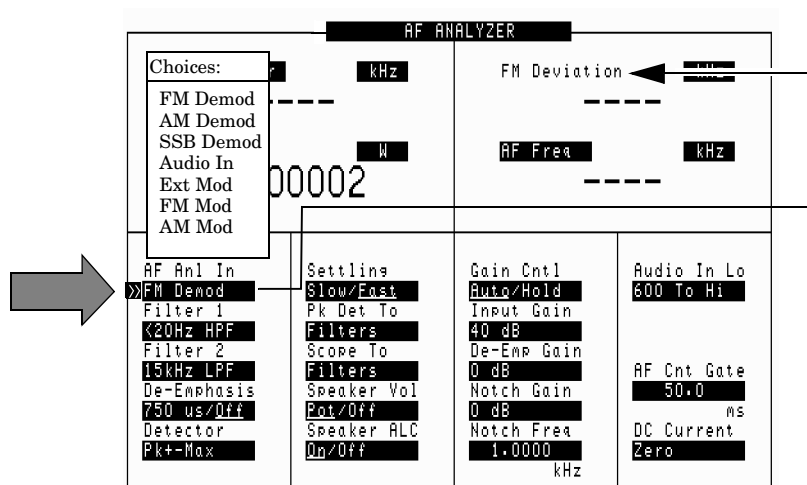 AF ANALYZER
Choices:
FM Demod
AM Demod
SSB Demod
Audio In
Ext Mod
FM Mod
AM Mod
kHz
----
W
00002
FM Deviation
kHz
----
AF Freq
kHz
----
AF Anl In
FM Demod
Filter 1
<20Hz HPF
Filter 2
15kHz LPF
De-Emphasis
750 us/Off
Detector
Pk+-Max
Settling
Slow/Fast
Pk Det To
Filters
Scope To
Filters
Speaker Vol
Pot/Off
Speaker ALC
On/Off
Gain Cntl
Auto/Hold
Input Gain
40 dB
De-Emp Gain
0 dB
Notch Gain
0 dB
Notch Freq
1.0000
kHz
Audio In Lo
600 To Hi
AF Cnt Gate
50.0
ms
DC Current
Zero